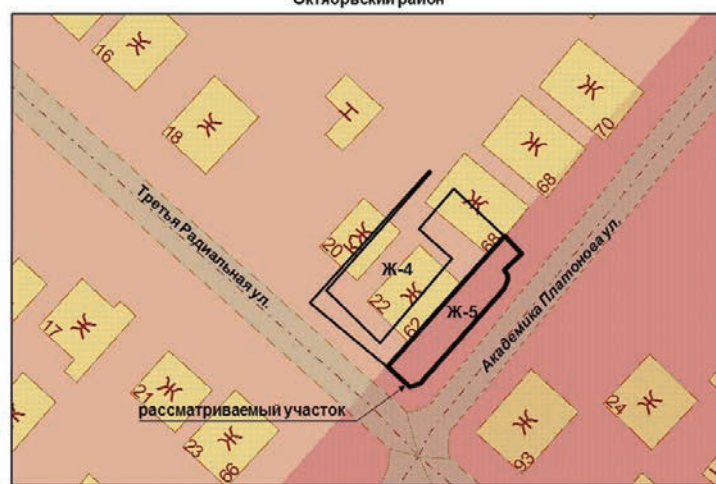 Октябрьский район
16
Ж
18
Ж
Н
Ж
70
Ж
68
Ж
68
Третья Радиальная ул.
20
КЖ
Ж-4
22
Ж
62
Ж-5
Академика Платонова ул.
17
Ж
21
Ж
23
Ж
66
рассматриваемый участок
Ж
93
Ж
24
Ж